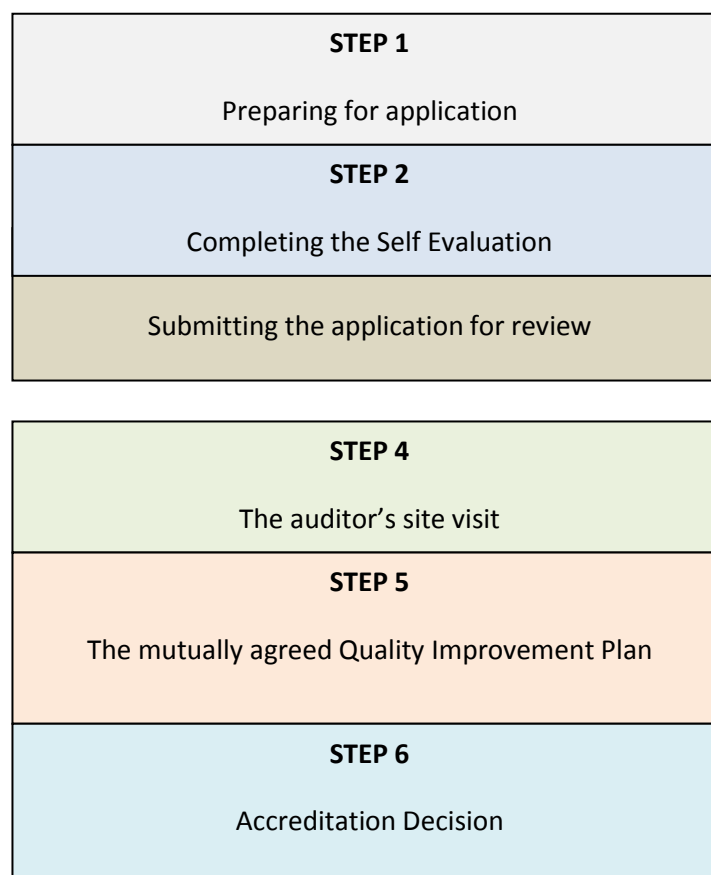 STEP 1
Preparing for application
STEP 2
Completing the Self Evaluation
Submitting the application for review
STEP 4
The auditor’s site visit
STEP 5
The mutually agreed Quality Improvement Plan
STEP 6
Accreditation Decision